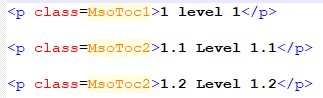 <p class=MsoToc1>1 level 1</p>
<p class=MsoToc2>1.1 Level 1.1</p>
<p class=MsoToc2>1.2 Level 1.2</p>